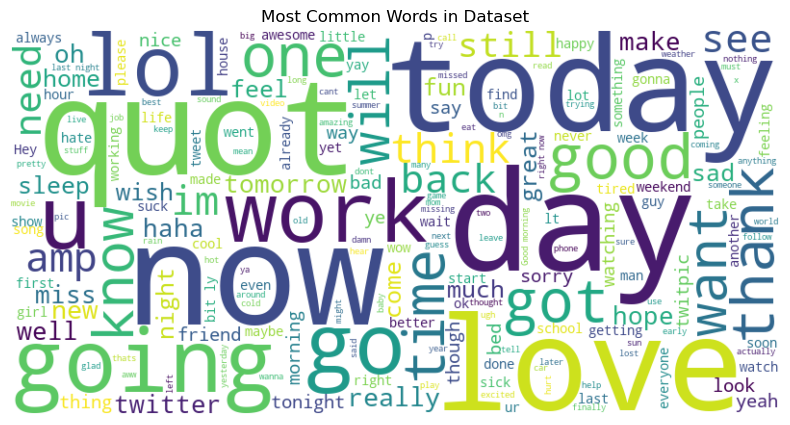 Most Common Words in Dataset
always last night please nice house big awesome little yay oh home hour need
lol one will today still fun say find bit n lot trying happy make see
try call p missed read eat omg gonna something people weather nothing must x
quot feel let way think good great never week feeling coming anything
live job best sound long cant summer video amazing hate life keep tweet went mean already yet
Hey pretty stuff working sleep wish made tomorrow bad back dont many right now tired weekend sad someone
movie show pic suck im work day guy take another world follow
song u know haha cool old ye wait wow game mom missing two lt watching man sure thank
amp rain ya hot even now damn next guess leave phone Good morning sorry want
first miss night bit ly around cold come time start much ok thought ugh got hope school getting use sun early twitpic
girl new well friend maybe morning baby might hear better though bed done tell later lost soon actually
glad thats aww going yesterday wanna said right go year play really sick excited ur love car hurt help last finally everyone look watch yeah
thing left twitter tonight